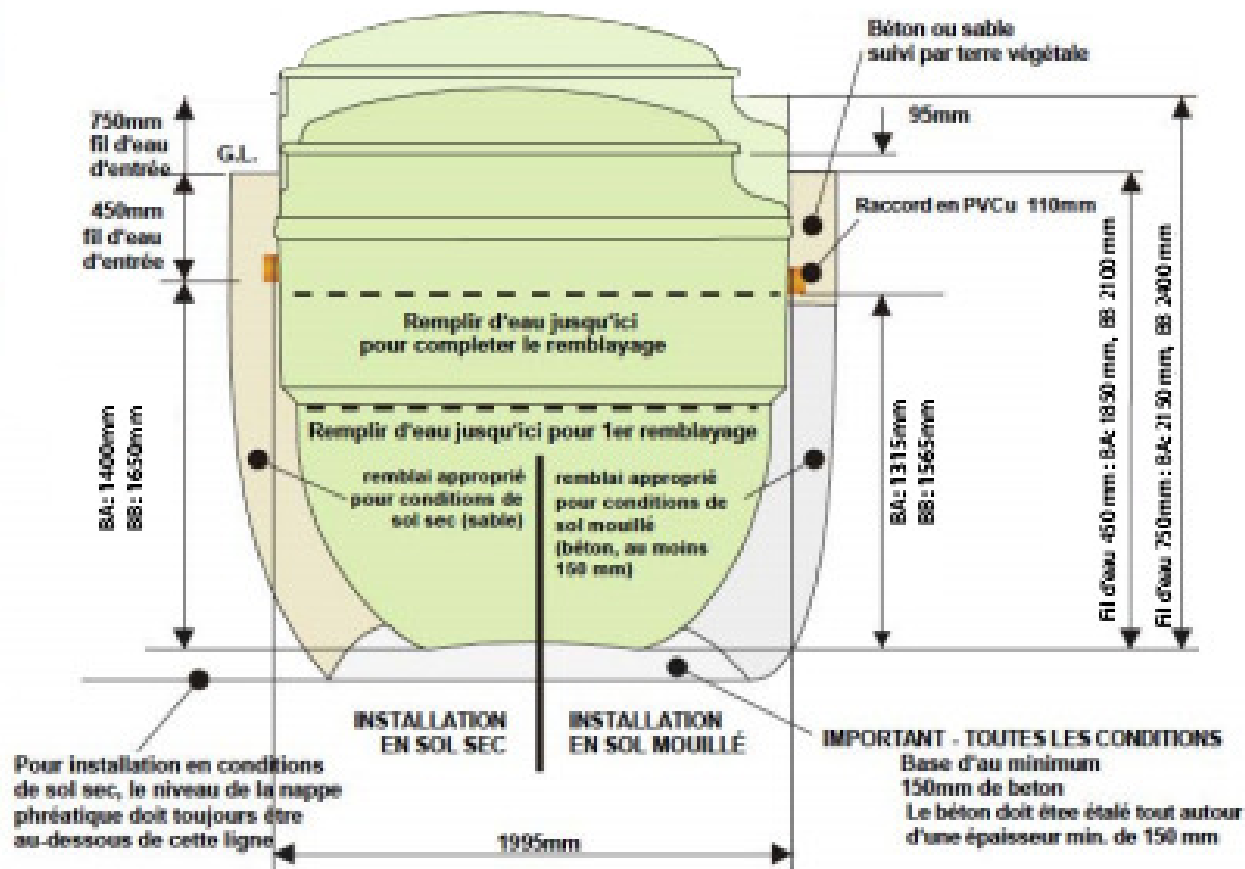 Béton ou sable
suivi par terre végétale
750mm
fil d'eau
d'entrée
95mm
G.L.
450mm
fil d'eau
d'entrée
Raccord en PVCu 110mm
Remplir d'eau jusqu'ici
pour completer le remblayage
Remplir d'eau jusqu'ici pour 1er remblayage
BA: 1400mm
BB: 1650mm
remblai approprié
pour conditions de
sol sec (sable)
remblai approprié
pour conditions de
sol mouillé
(béton, au moins
150 mm)
BA: 1315mm
BB: 1565mm
Fil d'eau 450 mm : BA: 1850 mm, BB 2100 mm
Fil d'eau 750mm : BA: 2150 mm, BB 2400 mm
INSTALLATION
EN SOL SEC
INSTALLATION
EN SOL MOUILLÉ
Pour installation en conditions
de sol sec, le niveau de la nappe
phréatique doit toujours être
au-dessous de cette ligne
IMPORTANT - TOUTES LES CONDITIONS
Base d'au minimum
150mm de beton
Le béton doit étee étalé tout autour
d'une épaisseur min. de 150 mm
1995mm